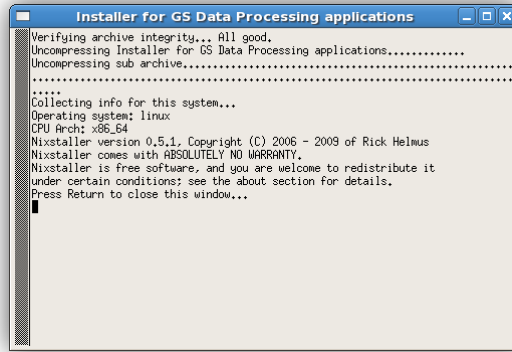 Installer for GS Data Processing applications
Verifying archive integrity... All good.
Uncompressing Installer for GS Data Processing applications.............
Uncompressing sub archive.....................................................
................................................................................
.....
Collecting info for this system...
Operating system: linux
CPU Arch: x86_64
Nixstaller version 0.5.1, Copyright (C) 2006 - 2009 of Rick Helmus
Nixstaller comes with ABSOLUTELY NO WARRANTY.
Nixstaller is free software, and you are welcome to redistribute it
under certain conditions; see the about section for details.
Press Return to close this window...